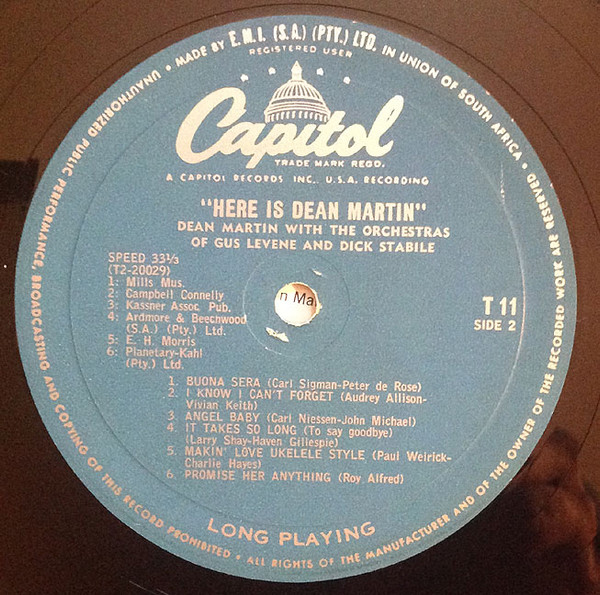 UNAUTHORIZED PUBLIC PERFORMANCE, BROADCASTING AND COPYING OF THIS RECORD PROHIBITED • ALL RIGHTS OF THE MANUFACTURER AND OF THE OWNER OF THE RECORDED WORK ARE RESERVED •
MADE BY E.M.I. (S.A.) (PTY.) LTD. IN UNION OF SOUTH AFRICA •
REGISTERED USER
Capitol
TRADE MARK REGD.
A CAPITOL RECORDS INC., U.S.A. RECORDING
"HERE IS DEAN MARTIN"
DEAN MARTIN WITH THE ORCHESTRAS
OF GUS LEVENE AND DICK STABILE
SPEED 33⅓
(T2-20029)
1: Mills Mus.
2: Campbell Connelly
3: Kassner Assoc. Pub.
4: Ardmore & Beechwood
(S.A.) (Pty.) Ltd.
5: E. H. Morris
6: Planetary-Kahl
(Pty.) Ltd.
n Ma
T 11
SIDE 2
1. BUONA SERA (Carl Sigman-Peter de Rose)
2. I KNOW I CAN'T FORGET (Audrey Allison-
Vivian Keith)
3. ANGEL BABY (Carl Niessen-John Michael)
4. IT TAKES SO LONG (To say goodbye)
(Larry Shay-Haven Gillespie)
5. MAKIN' LOVE UKELELE STYLE (Paul Weirick-
Charlie Hayes)
6. PROMISE HER ANYTHING (Roy Alfred)
LONG PLAYING